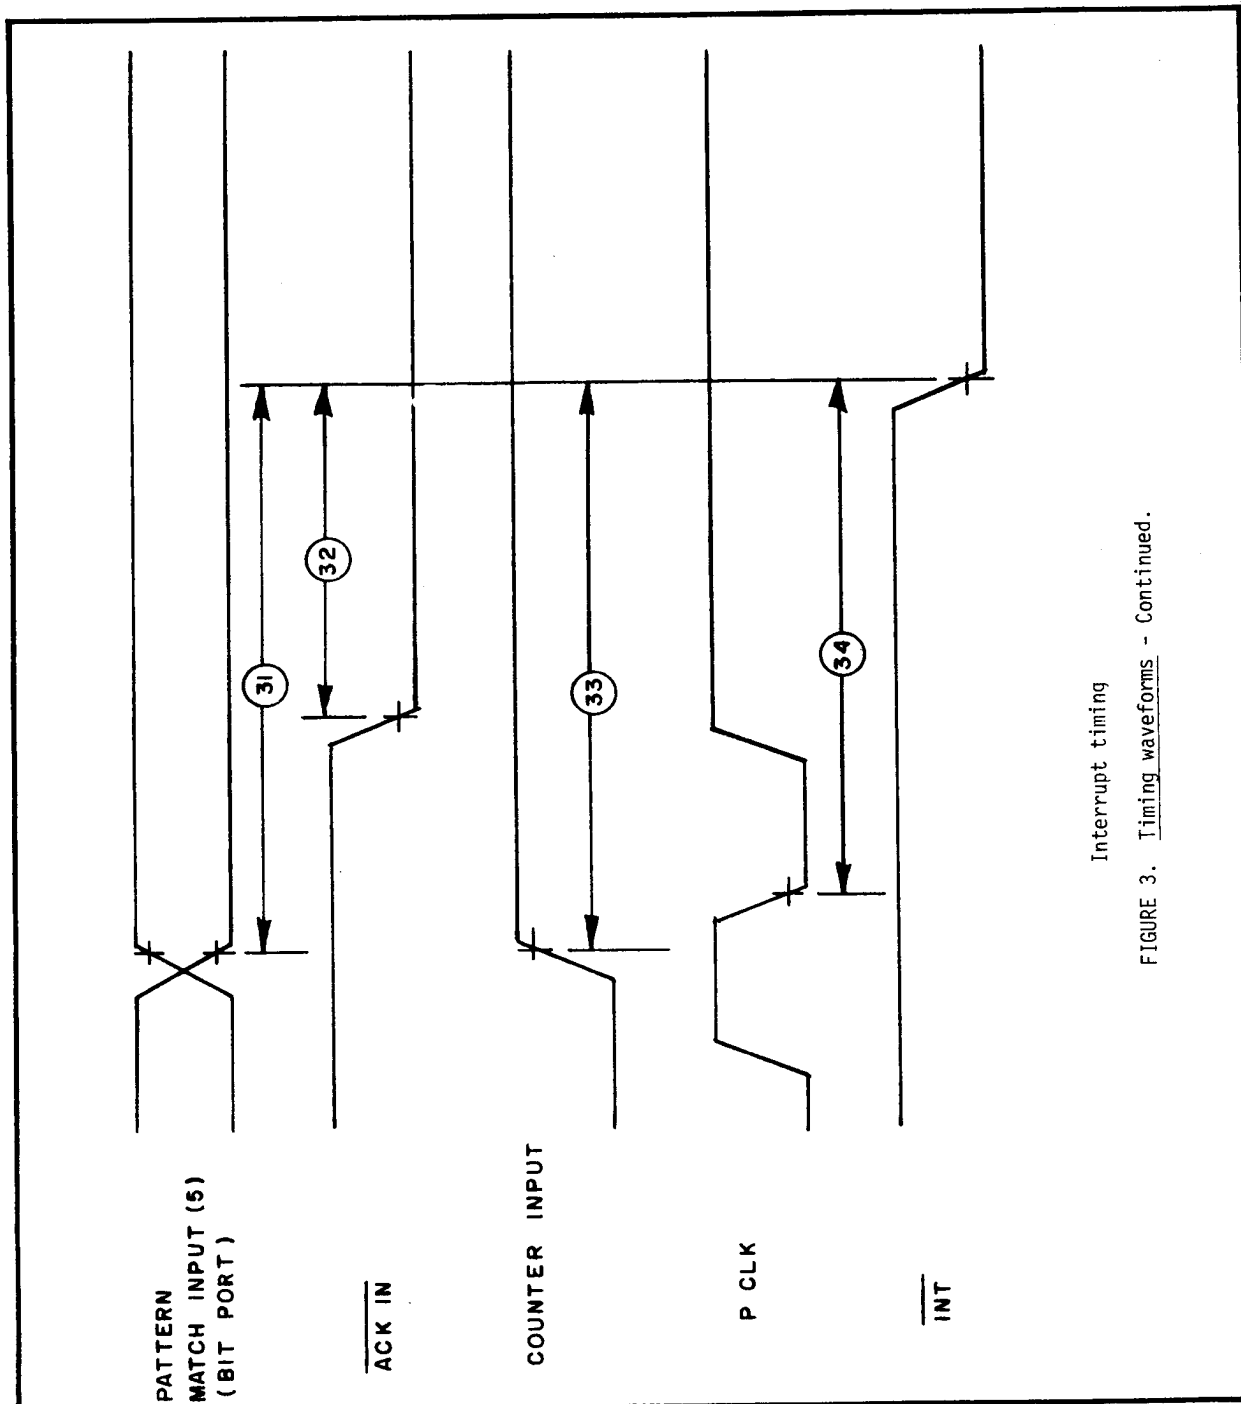 PATTERN
MATCH INPUT (5)
(BIT PORT)
ACK IN
COUNTER INPUT
P CLK
INT
31
32
33
34
Interrupt timing
FIGURE 3. Timing waveforms - Continued.